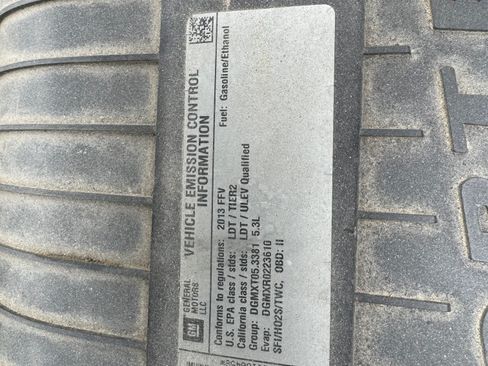 GM
GENERAL
MOTORS
LLC
VEHICLE EMISSION CONTROL
INFORMATION
Conforms to regulations: 2013 FFV Fuel: Gasoline/Ethanol
U.S. EPA class / stds: LDT / TIER2
California class / stds: LDT / ULEV Qualified
Group: DGMXT05.3381 5.3L
Evap: DGMXR0223610
SFI/HO2S/TWC, OBD: II